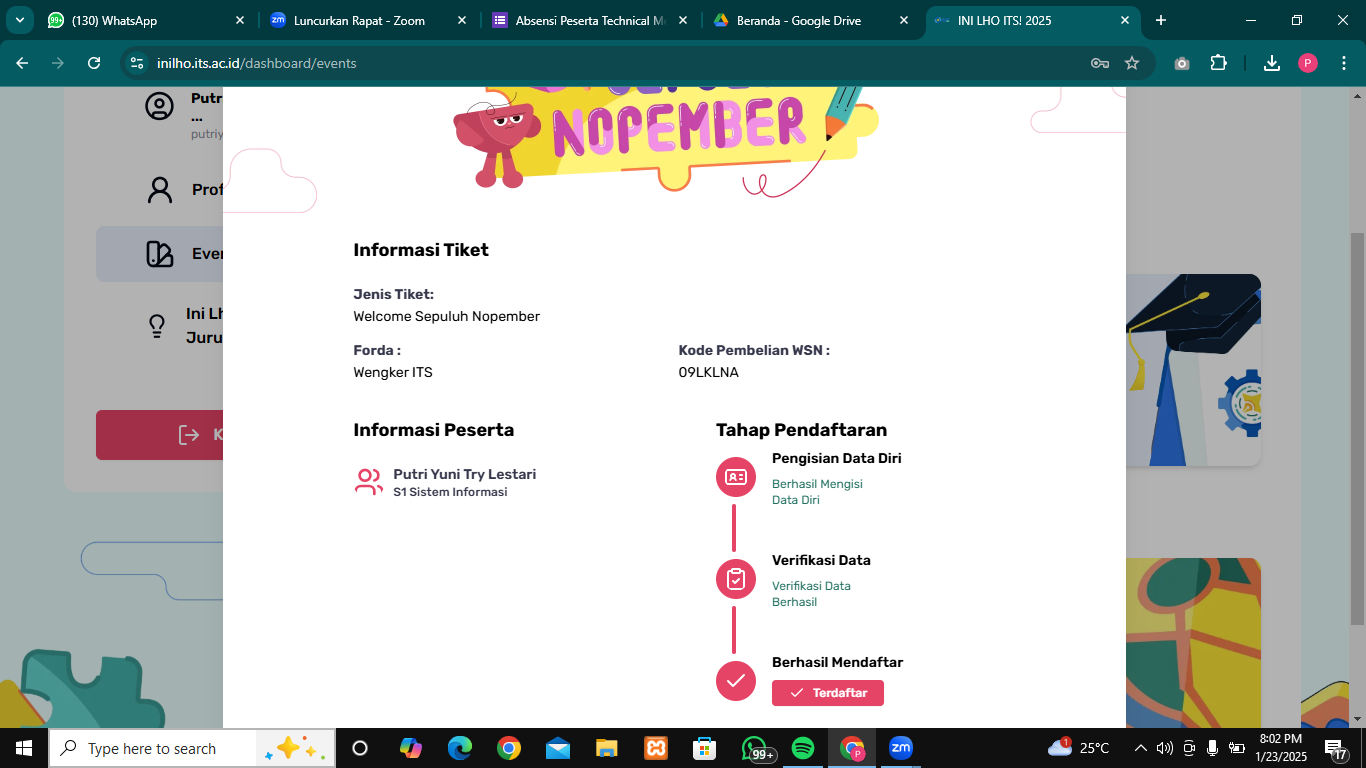 99+
(130) WhatsApp
zm
Luncurkan Rapat - Zoom
Absensi Peserta Technical M
Beranda - Google Drive
INI LHO ITS! 2025
inilho.its.ac.id/dashboard/events
P
Putr
...
putriy
Prof
Even
Ini Lh
Juru
K
NOPEMBER
Informasi Tiket
Jenis Tiket:
Welcome Sepuluh Nopember
Forda :
Wengker ITS
Kode Pembelian WSN :
09LKLNA
Informasi Peserta
Putri Yuni Try Lestari
S1 Sistem Informasi
Tahap Pendaftaran
Pengisian Data Diri
Berhasil Mengisi
Data Diri
Verifikasi Data
Verifikasi Data
Berhasil
Berhasil Mendaftar
Terdaftar
Type here to search
99+
P
zm
1
25°C
8:02 PM
1/23/2025
17